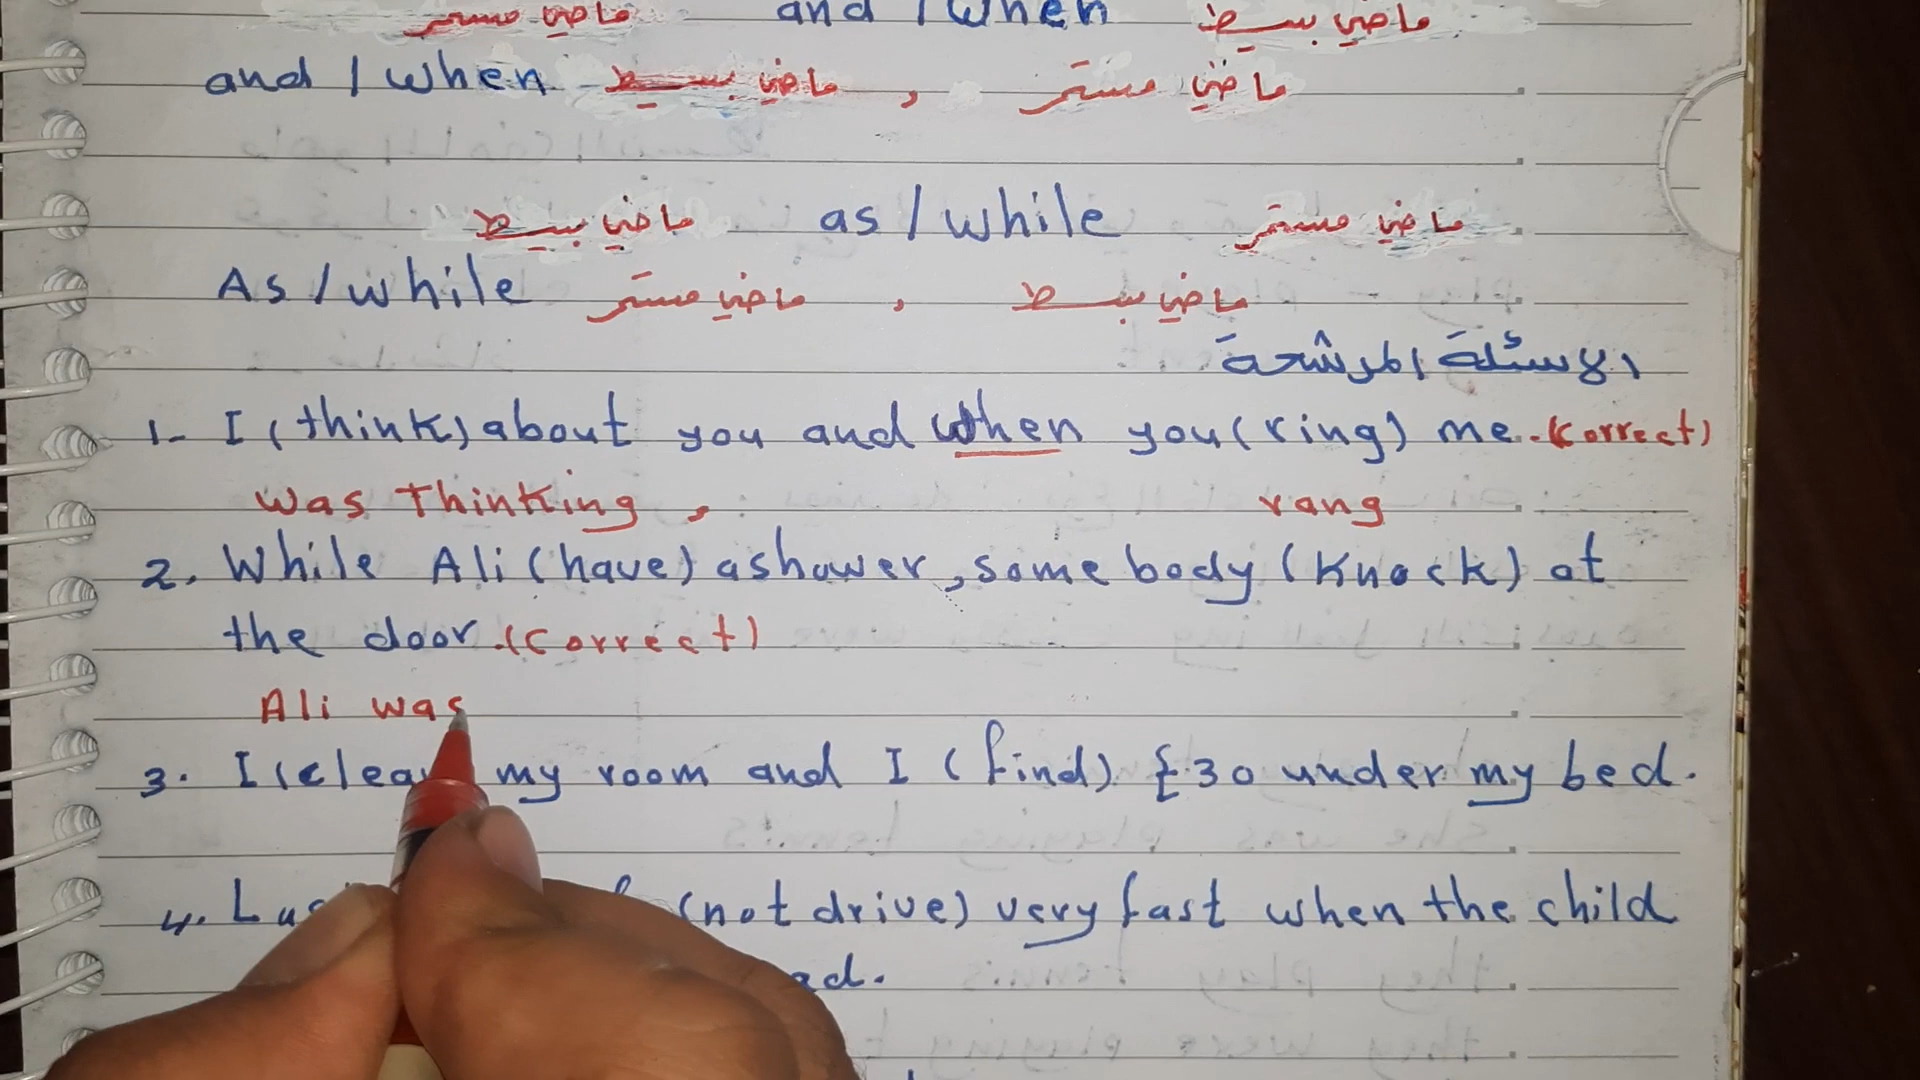 ماضي مستمر and / when ماضي بسيط
and / when ماضي بسيط , ماضي مستمر
ماضي بسيط as / while ماضي مستمر
As / while ماضي مستمر , ماضي بسيط
الاسئلة المرشحة
1- I (think) about you and when you (ring) me. (correct)
was Thinking , rang
2. While Ali (have) a shower, some body (Knock) at
the door. (correct)
Ali was
3. I (clean my room and I (find) £30 under my bed.
4. (not drive) very fast when the child